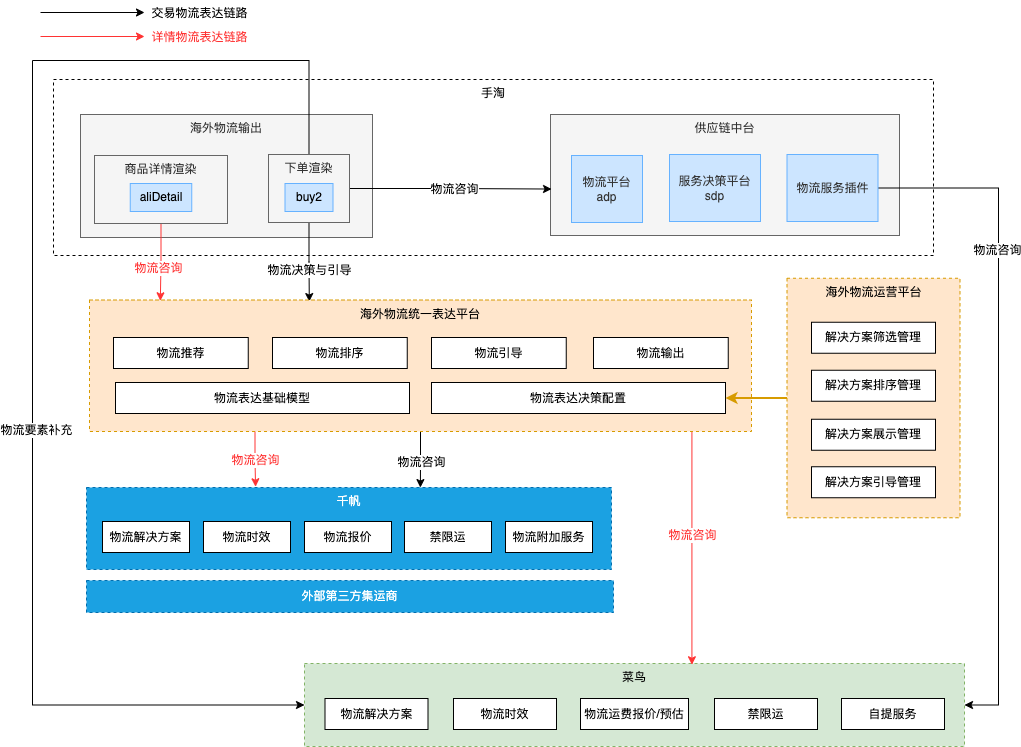 交易物流表达链路
详情物流表达链路
手淘
海外物流输出
商品详情渲染
aliDetail
下单渲染
buy2
物流咨询
供应链中台
物流平台
adp
服务决策平台
sdp
物流服务插件
物流咨询
物流咨询
物流决策与引导
海外物流统一表达平台
物流推荐
物流排序
物流引导
物流输出
物流表达基础模型
物流表达决策配置
海外物流运营平台
解决方案筛选管理
解决方案排序管理
解决方案展示管理
解决方案引导管理
物流要素补充
物流咨询
物流咨询
物流咨询
千帆
物流解决方案
物流时效
物流报价
禁限运
物流附加服务
外部第三方集运商
菜鸟
物流解决方案
物流时效
物流运费报价/预估
禁限运
自提服务